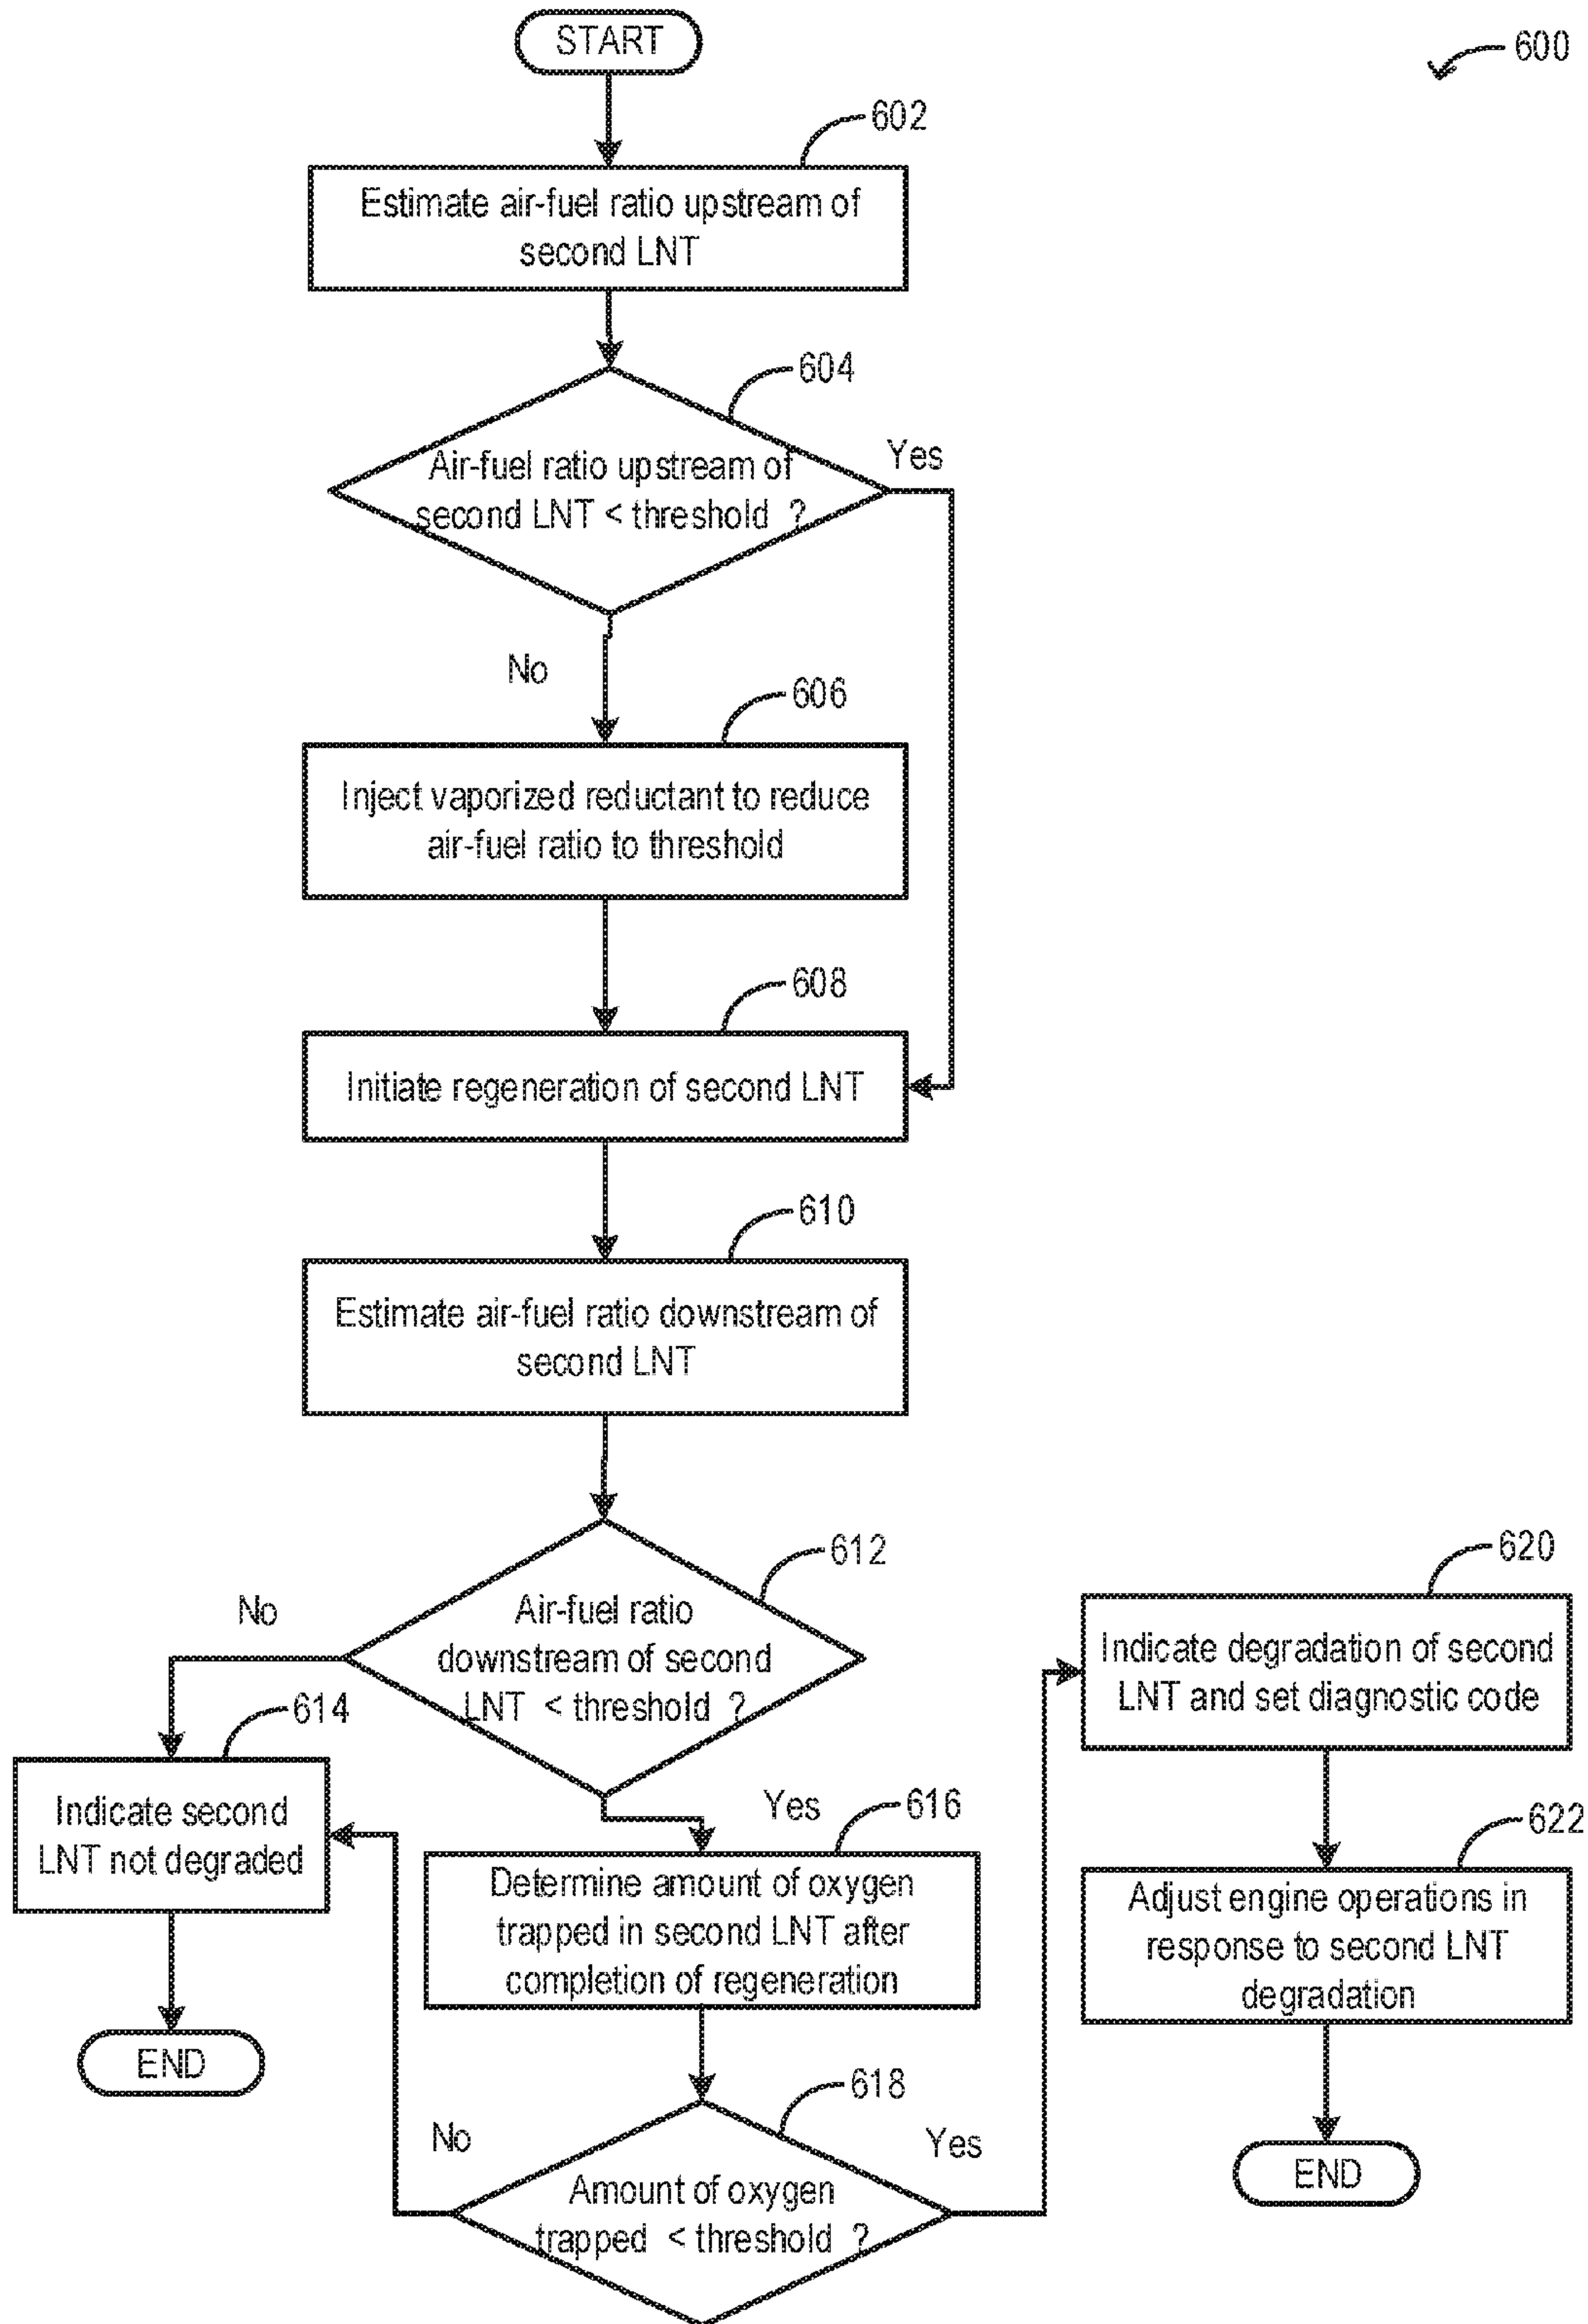 START
600
602
Estimate air-fuel ratio upstream of
second LNT
604
Air-fuel ratio upstream of
second LNT < threshold ?
Yes
No
606
Inject vaporized reductant to reduce
air-fuel ratio to threshold
608
Initiate regeneration of second LNT
610
Estimate air-fuel ratio downstream of
second LNT
612
Air-fuel ratio
downstream of second
LNT < threshold ?
No
614
Indicate second
LNT not degraded
END
Yes
616
Determine amount of oxygen
trapped in second LNT after
completion of regeneration
618
Amount of oxygen
trapped < threshold ?
No
Yes
620
Indicate degradation of second
LNT and set diagnostic code
622
Adjust engine operations in
response to second LNT
degradation
END